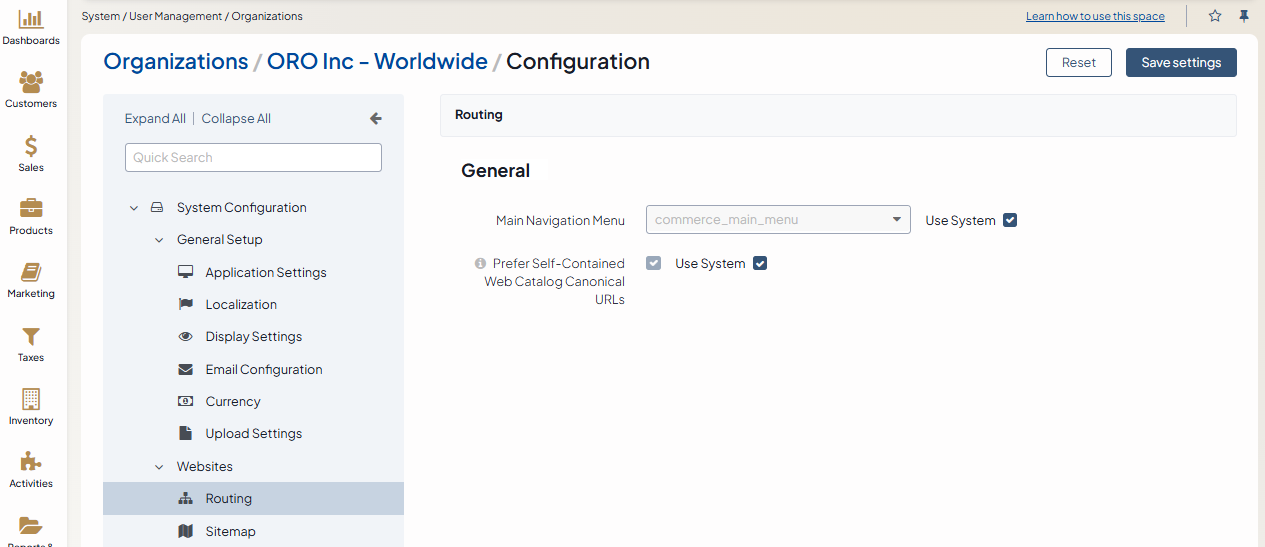 System / User Management / Organizations
Learn how to use this space
Dashboards
Customers
Sales
Products
Marketing
Taxes
Inventory
Activities
Reports &
Organizations / ORO Inc - Worldwide / Configuration
Reset
Save settings
Expand All | Collapse All
Quick Search
System Configuration
General Setup
Application Settings
Localization
Display Settings
Email Configuration
Currency
Upload Settings
Websites
Routing
Sitemap
Routing
General
Main Navigation Menu
commerce_main_menu
Use System
Prefer Self-Contained
Web Catalog Canonical
URLs
Use System